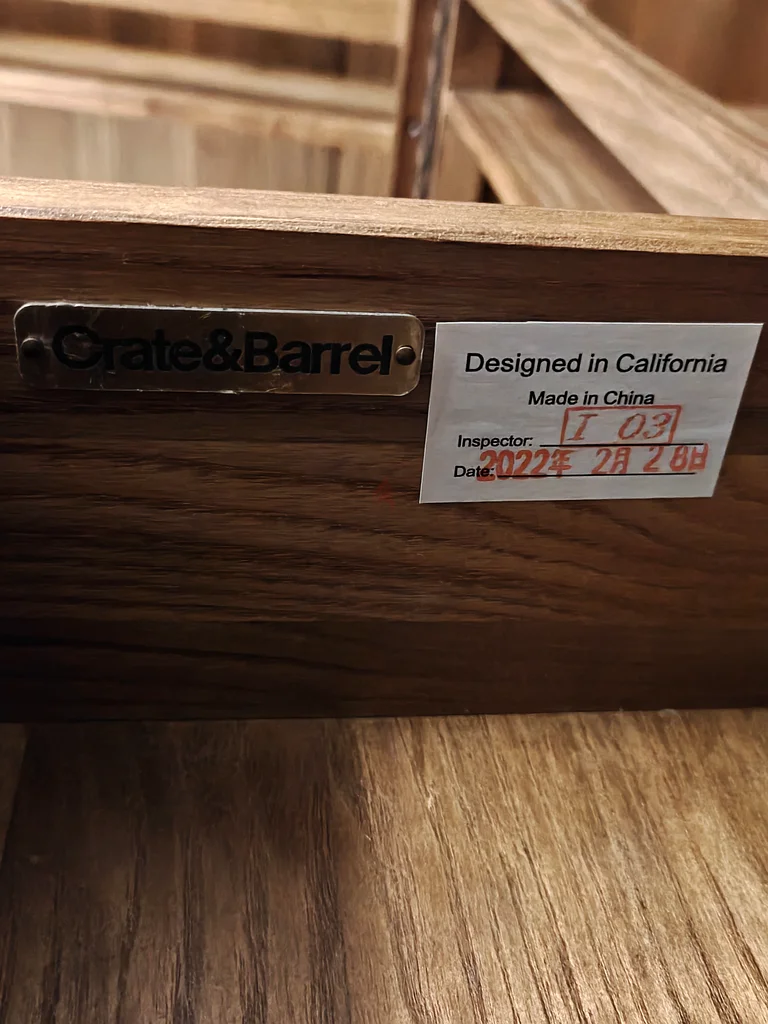 Crate&Barrel
Designed in California
Made in China
Inspector: I 03
Date: 2022年 2月 28日